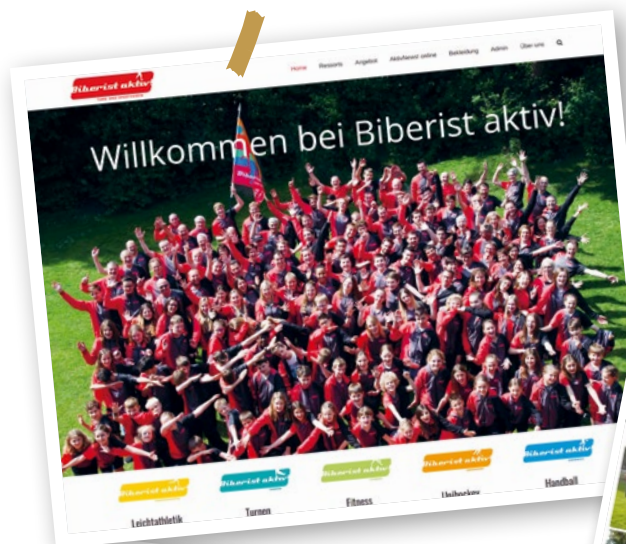 Biberist aktiv!
Home Ressorts Angebot AktivNews! online Bekleidung Admin Über uns
Willkommen bei Biberist aktiv!
Biberist aktiv! Biberist aktiv! Biberist aktiv! Biberist aktiv! Biberist aktiv!
Leichtathletik Turnen Fitness Unihockey Handball